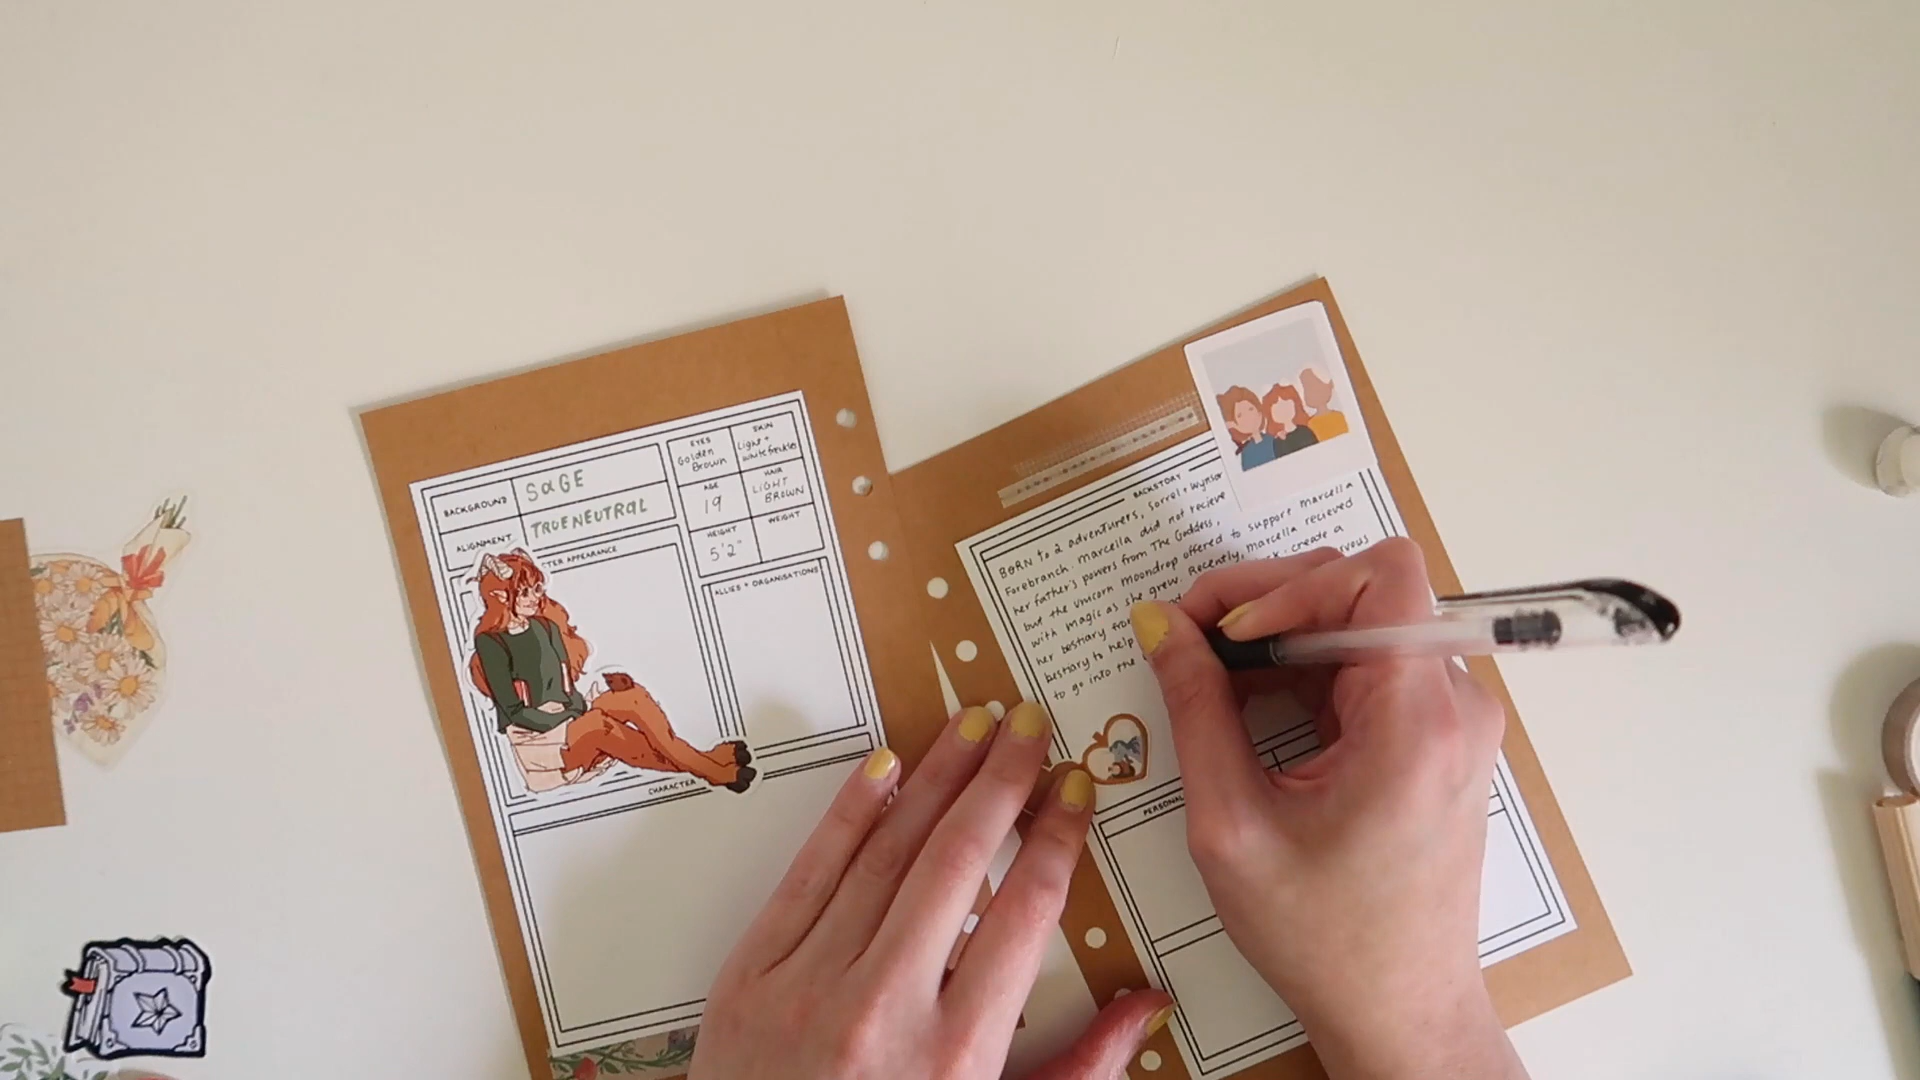 BACKGROUND
SAGE
ALIGNMENT
TRUE NEUTRAL
EYES
Golden
Brown
SKIN
Light +
white freckles
AGE
19
HAIR
LIGHT
BROWN
HEIGHT
5'2"
WEIGHT
TER APPEARANCE
ALLIES + ORGANISATIONS
CHARACTER
BACKSTORY
BORN to 2 adventurers, Sorrel + Wynsor
Forebranch. marcella did not recieve
her father's powers from The Goddess,
but the unicorn moondrop offered to support marcella
with magic as she grew. Recently, marcella recieved
her bestiary create a
bestiary to help
to go into the
PERSONAL